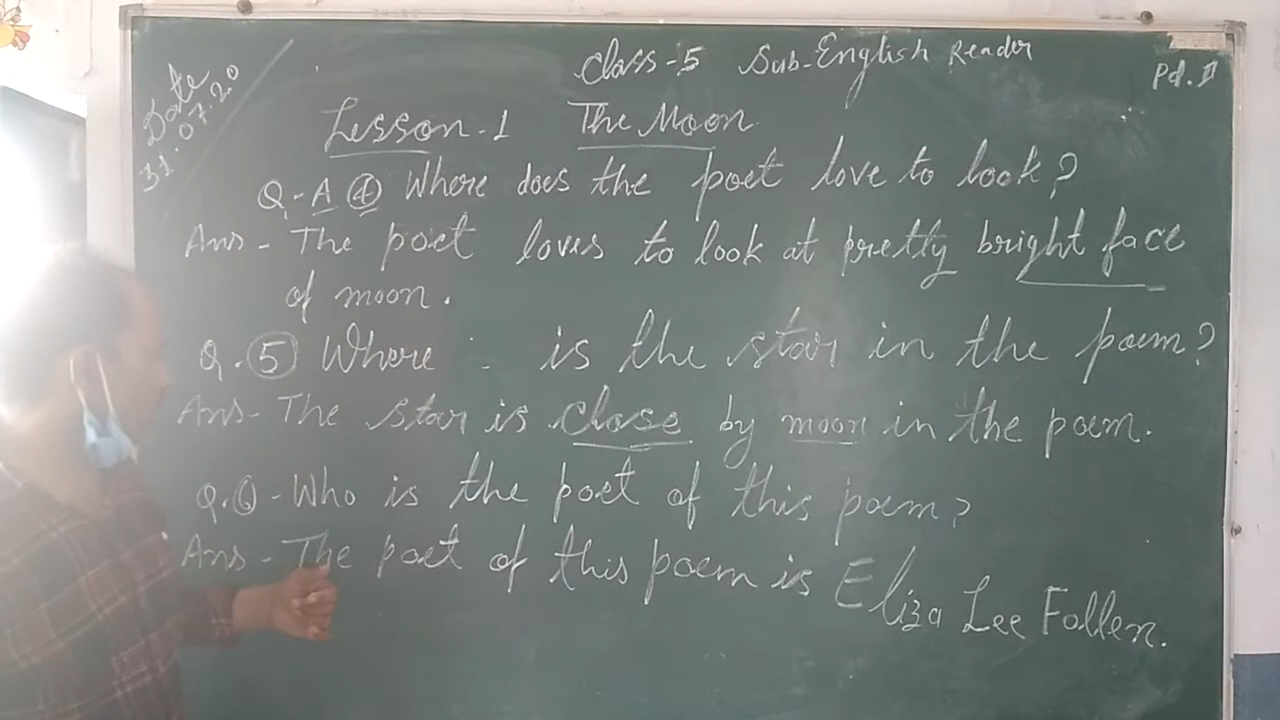 Date
31.07.20
Class-5 Sub-English Reader
Pd. II
Lesson-1 The Moon
Q-A ④ Where does the poet love to look?
Ans - The poet loves to look at pretty bright face
of moon.
Q. ⑤ Where is the star in the poem?
Ans- The star is close by moon in the poem.
Q.⑥ - Who is the poet of this poem?
Ans - The poet of this poem is Eliza Lee Follen.